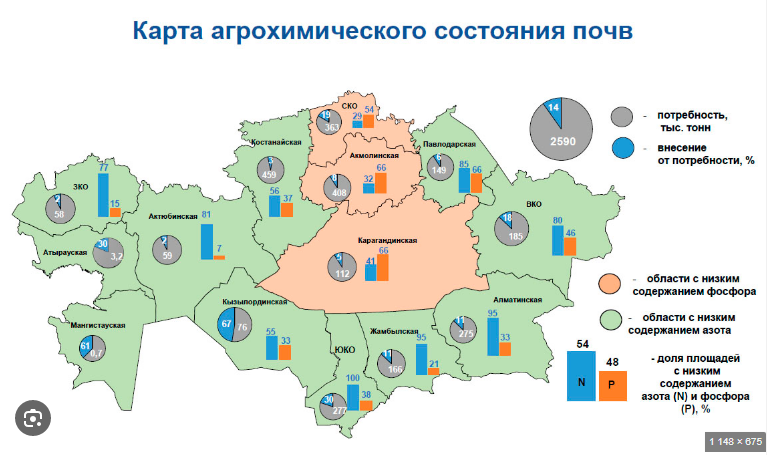 Карта агрохимического состояния почв
СКО
19
363
29
54
14
2590
- потребность,
тыс. тонн
- внесение
от потребности, %
Костанайская
459
56
37
Акмолинская
408
32
66
Павлодарская
149
85
66
ЗКО
2
58
77
15
Актюбинская
2
59
81
7
ВКО
18
185
80
46
Атырауская
30
3,2
Карагандинская
5
112
41
66
- области с низким
содержанием фосфора
- области с низким
содержанием азота
Мангистауская
61
0,7
Кызылординская
67
76
55
33
ЮКО
30
277
100
38
Жамбылская
11
166
95
21
Алматинская
11
275
95
33
54
N
48
P
- доля площадей
с низким
содержанием
азота (N) и фосфора
(P), %
1 148 × 675